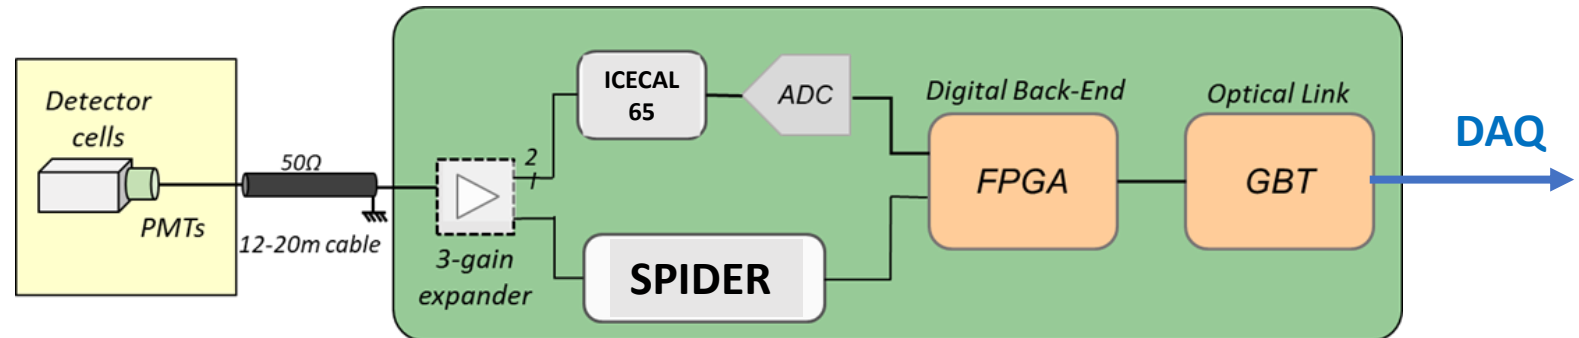 Detector
cells
PMTs
50Ω
12-20m cable
3-gain
expander
2
ICECAL
65
ADC
SPIDER
Digital Back-End
FPGA
Optical Link
GBT
DAQ